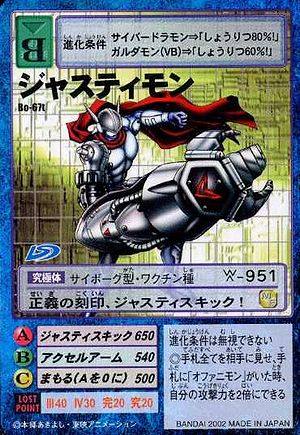 B
進化条件
サイバードラモン⇒「しょうりつ80%!」
ガルダモン(VB)⇒「しょうりつ60%!」
ジャスティモン
Bo-67t
究極体
サイボーグ型・ワクチン種
W-951
正義の刻印、ジャスティスキック!
A ジャスティスキック 650
B アクセルアーム 540
C まもる(Aを0に) 500
LOST POINT
III40 IV30 完20 究20
進化条件は無視できない
◎手札全てを相手に見せ、手
札に「オファニモン」がいた時、
自分の攻撃力を2倍にできる
©本郷あきよし・東映アニメーション
BANDAI 2002 MADE IN JAPAN